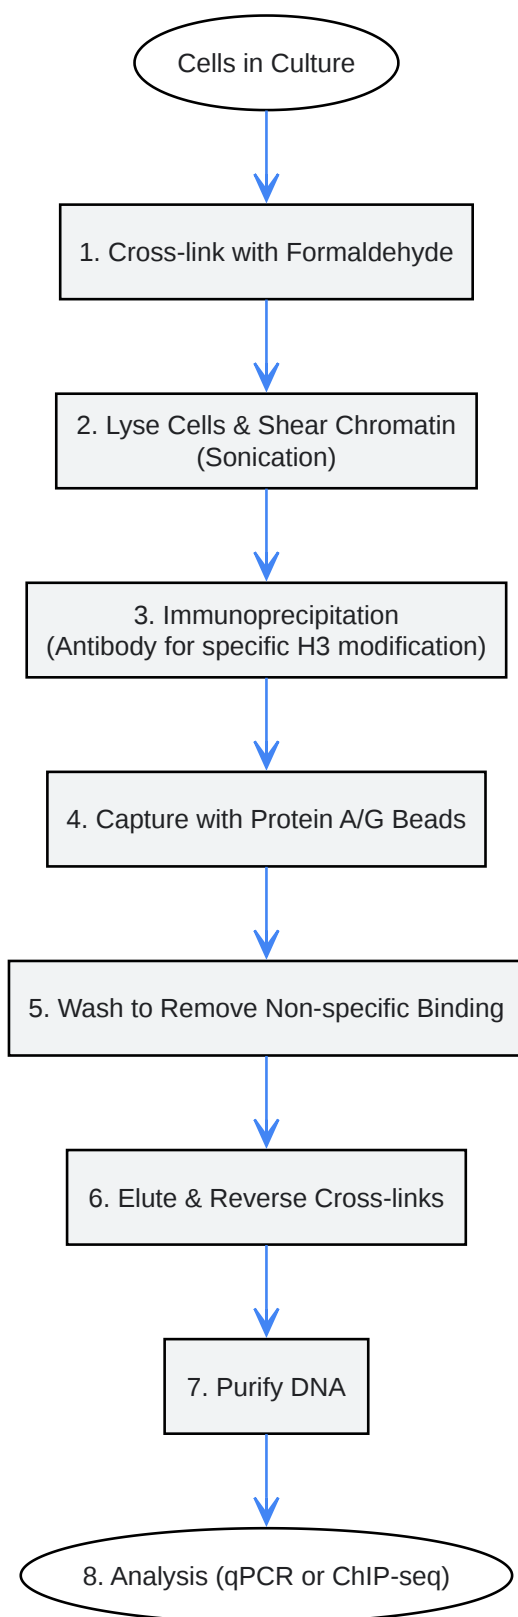 Cells in Culture
1. Cross-link with Formaldehyde
2. Lyse Cells & Shear Chromatin
(Sonication)
3. Immunoprecipitation
(Antibody for specific H3 modification)
4. Capture with Protein A/G Beads
5. Wash to Remove Non-specific Binding
6. Elute & Reverse Cross-links
7. Purify DNA
8. Analysis (qPCR or ChIP-seq)